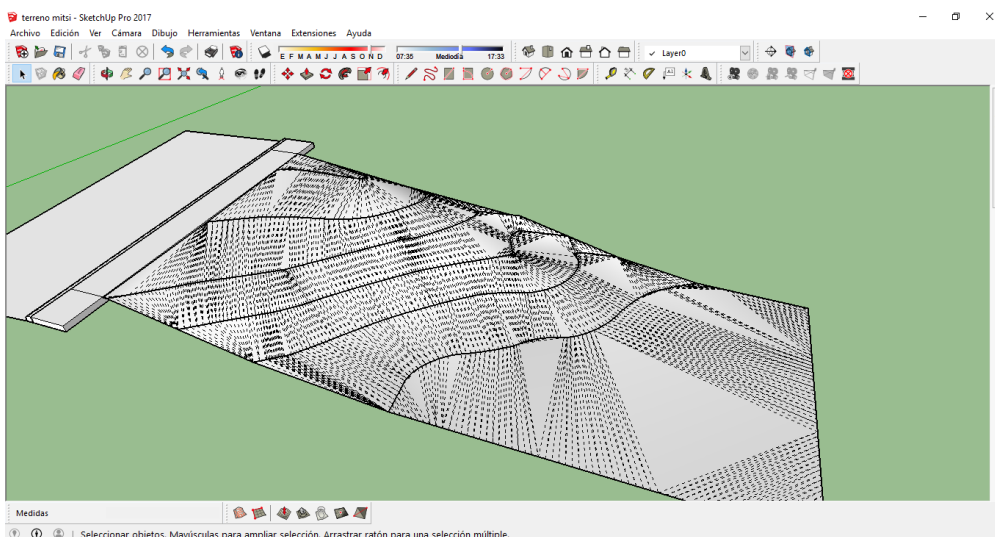 terreno mitsi - SketchUp Pro 2017
Archivo Edición Ver Cámara Dibujo Herramientas Ventana Extensiones Ayuda
E F M A M J J A S O N D 07:35 Mediodía 17:33 Layer0
Medidas
Seleccionar objetos. Mayúsculas para ampliar selección. Arrastrar ratón para una selección múltiple.